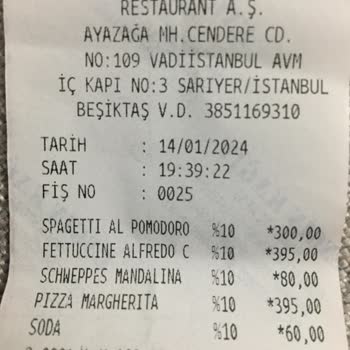 RESTAURANT A.Ş.
AYAZAĞA MH.CENDERE CD.
NO:109 VADİİSTANBUL AVM
İÇ KAPI NO:3 SARIYER/İSTANBUL
BEŞİKTAŞ V.D. 3851169310
TARİH : 14/01/2024
SAAT : 19:39:22
FİŞ NO : 0025
SPAGETTI AL POMODORO %10 *300,00
FETTUCCINE ALFREDO C %10 *395,00
SCHWEPPES MANDALINA %10 *80,00
PIZZA MARGHERITA %10 *395,00
SODA %10 *60,00